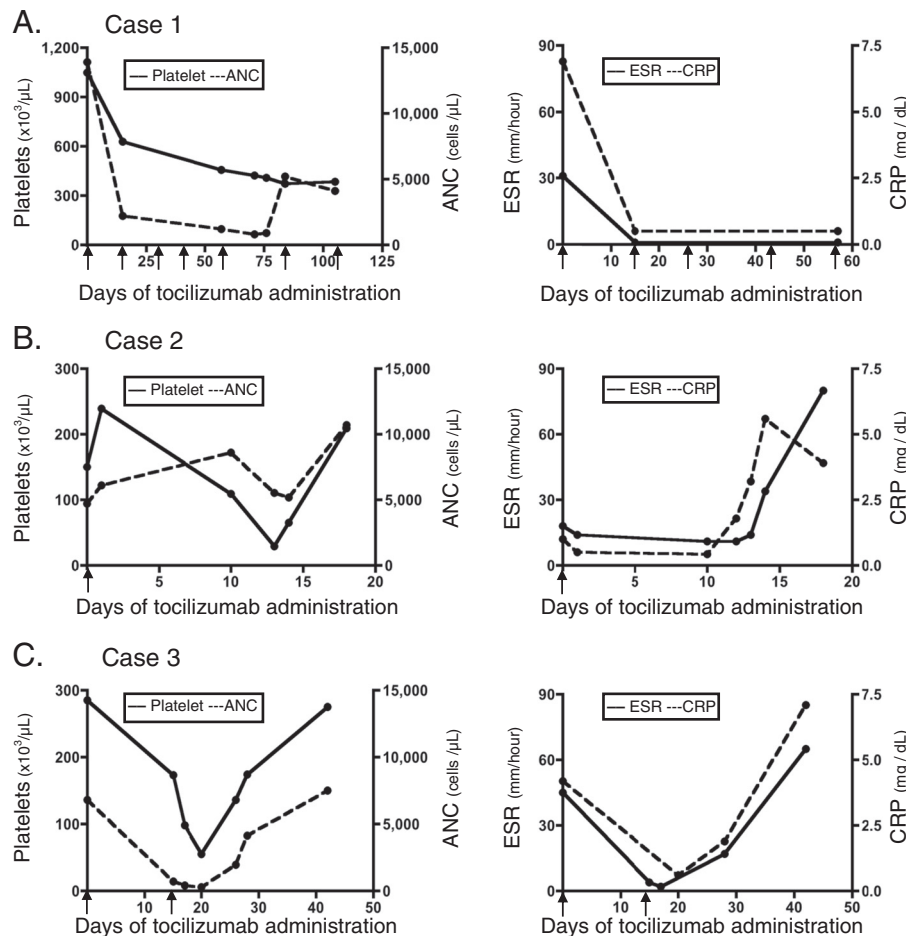 A. Case 1
Platelets (x10³/µL)
1,200
900
600
300
0
— Platelet ---ANC
15,000
10,000
5,000
0
ANC (cells /µL)
25 50 75 100 125
Days of tocilizumab administration
ESR (mm/hour)
90
60
30
0
— ESR ---CRP
7.5
5.0
2.5
0.0
CRP (mg / dL)
0 10 20 30 40 50 60
Days of tocilizumab administration
B. Case 2
Platelets (x10³/µL)
300
200
100
0
— Platelet ---ANC
15,000
10,000
5,000
0
ANC (cells /µL)
5 10 15 20
Days of tocilizumab administration
ESR (mm/hour)
90
60
30
0
— ESR ---CRP
7.5
5.0
2.5
0.0
CRP (mg / dL)
0 5 10 15 20
Days of tocilizumab administration
C. Case 3
Platelets (x10³/µL)
300
200
100
0
— Platelet ---ANC
15,000
10,000
5,000
0
ANC (cells /µL)
0 10 20 30 40 50
Days of tocilizumab administration
ESR (mm/hour)
90
60
30
0
— ESR ---CRP
7.5
5.0
2.5
0.0
CRP (mg / dL)
0 10 20 30 40 50
Days of tocilizumab administration